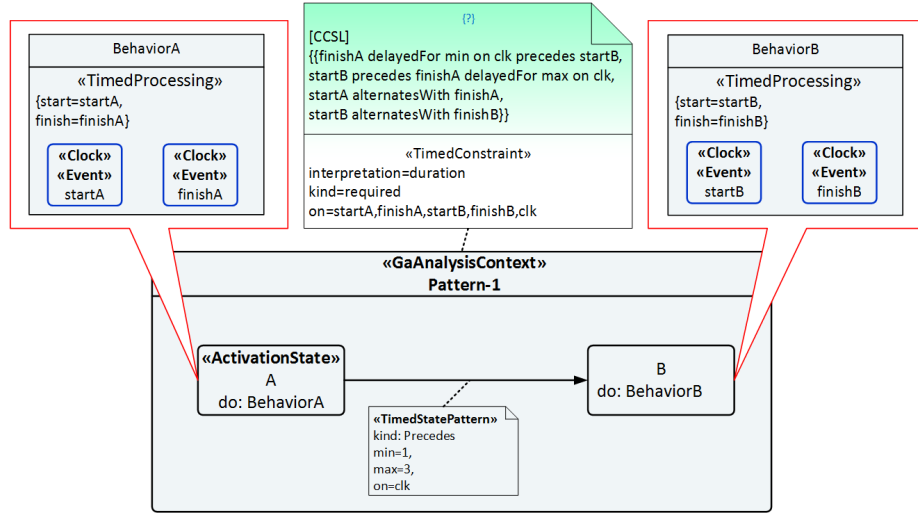 BehaviorA
«TimedProcessing»
{start=startA,
finish=finishA}
«Clock»
«Event»
startA
«Clock»
«Event»
finishA
{?}
[CCSL]
{{finishA delayedFor min on clk precedes startB,
startB precedes finishA delayedFor max on clk,
startA alternatesWith finishA,
startB alternatesWith finishB}}
«TimedConstraint»
interpretation=duration
kind=required
on=startA,finishA,startB,finishB,clk
BehaviorB
«TimedProcessing»
{start=startB,
finish=finishB}
«Clock»
«Event»
startB
«Clock»
«Event»
finishB
«GaAnalysisContext»
Pattern-1
«ActivationState»
A
do: BehaviorA
B
do: BehaviorB
«TimedStatePattern»
kind: Precedes
min=1,
max=3,
on=clk